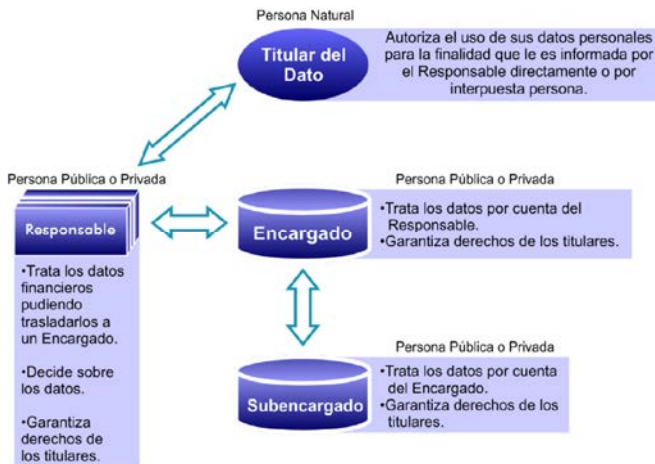 Persona Natural
Titular del
Dato
Autoriza el uso de sus datos personales
para la finalidad que le es informada por
el Responsable directamente o por
interpuesta persona.
Persona Pública o Privada
Responsable
•Trata los datos
financieros
pudiendo
trasladarlos a
un Encargado.
•Decide sobre
los datos.
•Garantiza
derechos de
los titulares.
Persona Pública o Privada
Encargado
•Trata los datos por cuenta del
Responsable.
•Garantiza derechos de los titulares.
Persona Pública o Privada
Subencargado
•Trata los datos por cuenta
del Encargado.
•Garantiza derechos de los
titulares.